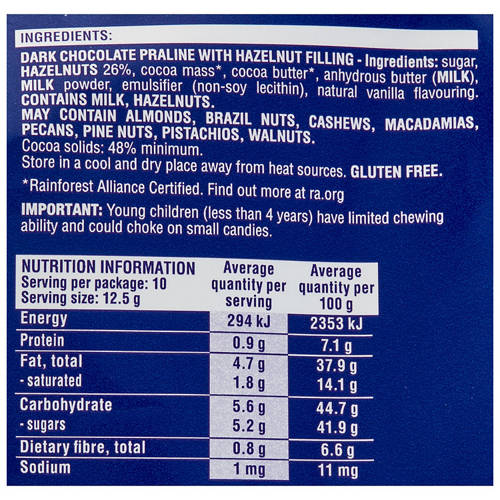 INGREDIENTS:
DARK CHOCOLATE PRALINE WITH HAZELNUT FILLING - Ingredients: sugar,
HAZELNUTS 26%, cocoa mass*, cocoa butter*, anhydrous butter (MILK),
MILK powder, emulsifier (non-soy lecithin), natural vanilla flavouring.
CONTAINS MILK, HAZELNUTS.
MAY CONTAIN ALMONDS, BRAZIL NUTS, CASHEWS, MACADAMIAS,
PECANS, PINE NUTS, PISTACHIOS, WALNUTS.
Cocoa solids: 48% minimum.
Store in a cool and dry place away from heat sources. GLUTEN FREE.
*Rainforest Alliance Certified. Find out more at ra.org
IMPORTANT: Young children (less than 4 years) have limited chewing
ability and could choke on small candies.
NUTRITION INFORMATION
Serving per package: 10
Serving size: 12.5 g
Average quantity per serving
Average quantity per 100 g
Energy 294 kJ 2353 kJ
Protein 0.9 g 7.1 g
Fat, total 4.7 g 37.9 g
- saturated 1.8 g 14.1 g
Carbohydrate 5.6 g 44.7 g
- sugars 5.2 g 41.9 g
Dietary fibre, total 0.8 g 6.6 g
Sodium 1 mg 11 mg